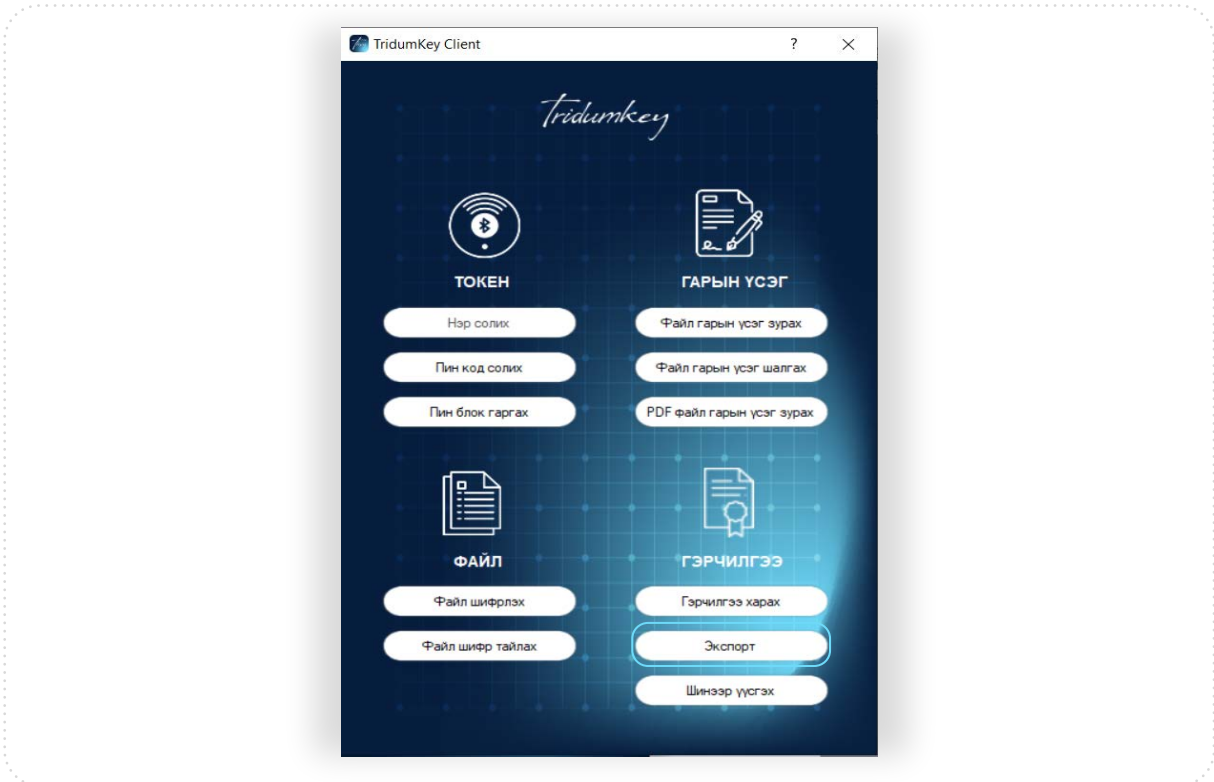 TridumKey Client
?
Tridumkey
ТОКЕН
Нэр солих
Пин код солих
Пин блок гаргах
ГАРЫН ҮСЭГ
Файл гарын үсэг зурах
Файл гарын үсэг шалгах
PDF файл гарын үсэг зурах
ФАЙЛ
Файл шифрлэх
Файл шифр тайлах
ГЭРЧИЛГЭЭ
Гэрчилгээ харах
Экспорт
Шинээр үүсгэх